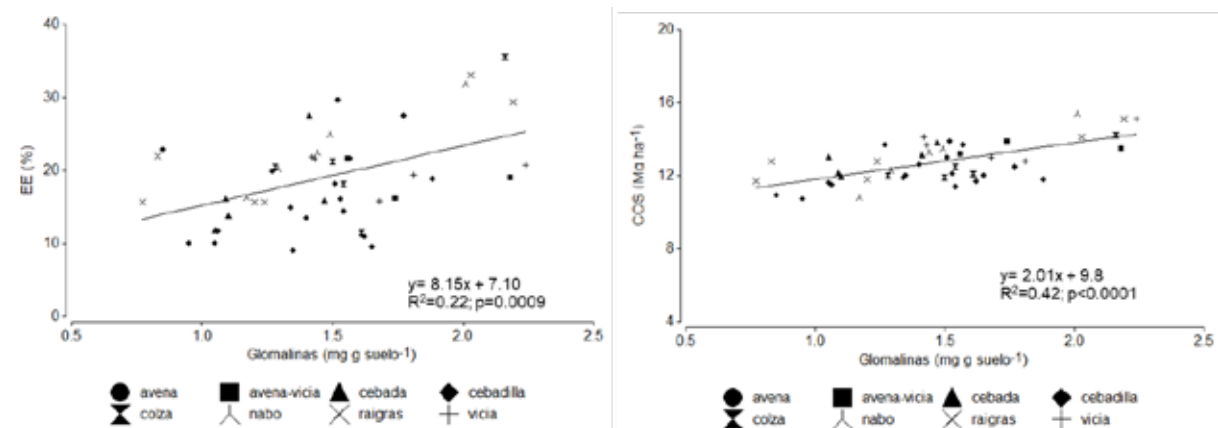 40
30
20
10
0
EE (%)
y= 8.15x + 7.10
R²=0.22; p=0.0009
0.5 1.0 1.5 2.0 2.5
Glomalinas (mg g suelo⁻¹)
avena avena-vicia cebada cebadilla
colza nabo raigras vicia
20
16
12
8
4
COS (Mg ha⁻¹)
y= 2.01x + 9.8
R²=0.42; p<0.0001
0.5 1.0 1.5 2.0 2.5
Glomalinas (mg g suelo⁻¹)
avena avena-vicia cebada cebadilla
colza nabo raigras vicia